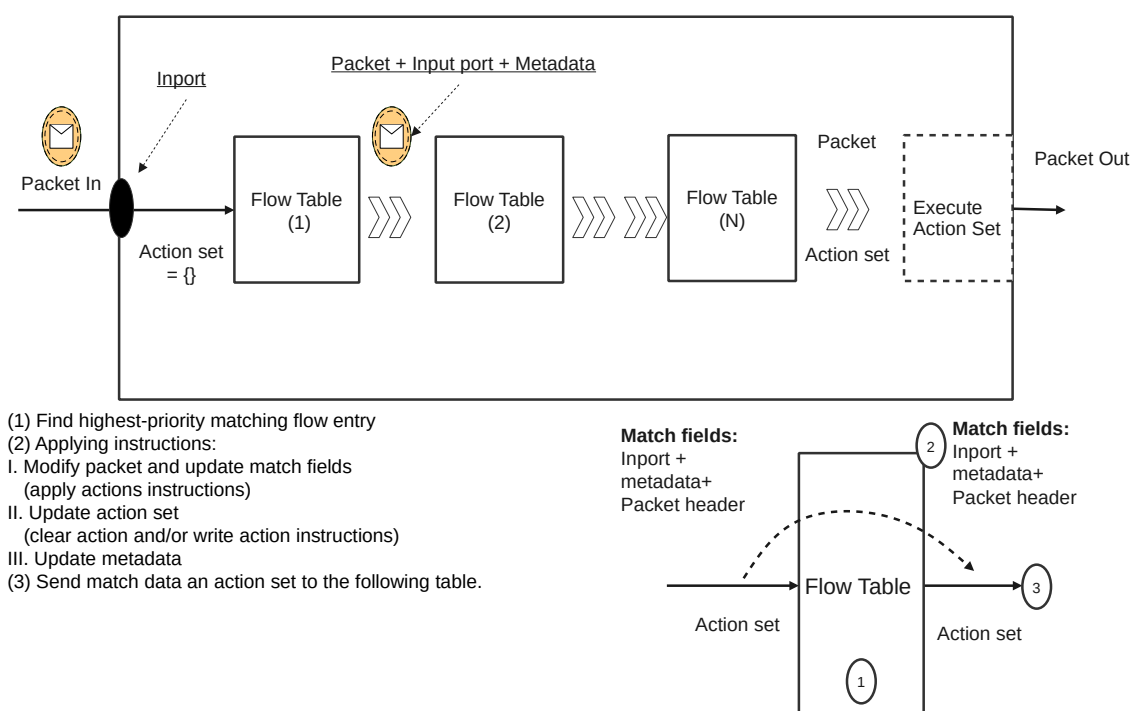 Inport
Packet + Input port + Metadata
Packet In
Action set
= {}
Flow Table
(1)
Flow Table
(2)
Flow Table
(N)
Packet
Action set
Execute
Action Set
Packet Out
(1) Find highest-priority matching flow entry
(2) Applying instructions:
I. Modify packet and update match fields
(apply actions instructions)
II. Update action set
(clear action and/or write action instructions)
III. Update metadata
(3) Send match data an action set to the following table.
Match fields:
Inport +
metadata+
Packet header
2
Match fields:
Inport +
metadata+
Packet header
Flow Table
3
Action set
Action set
1